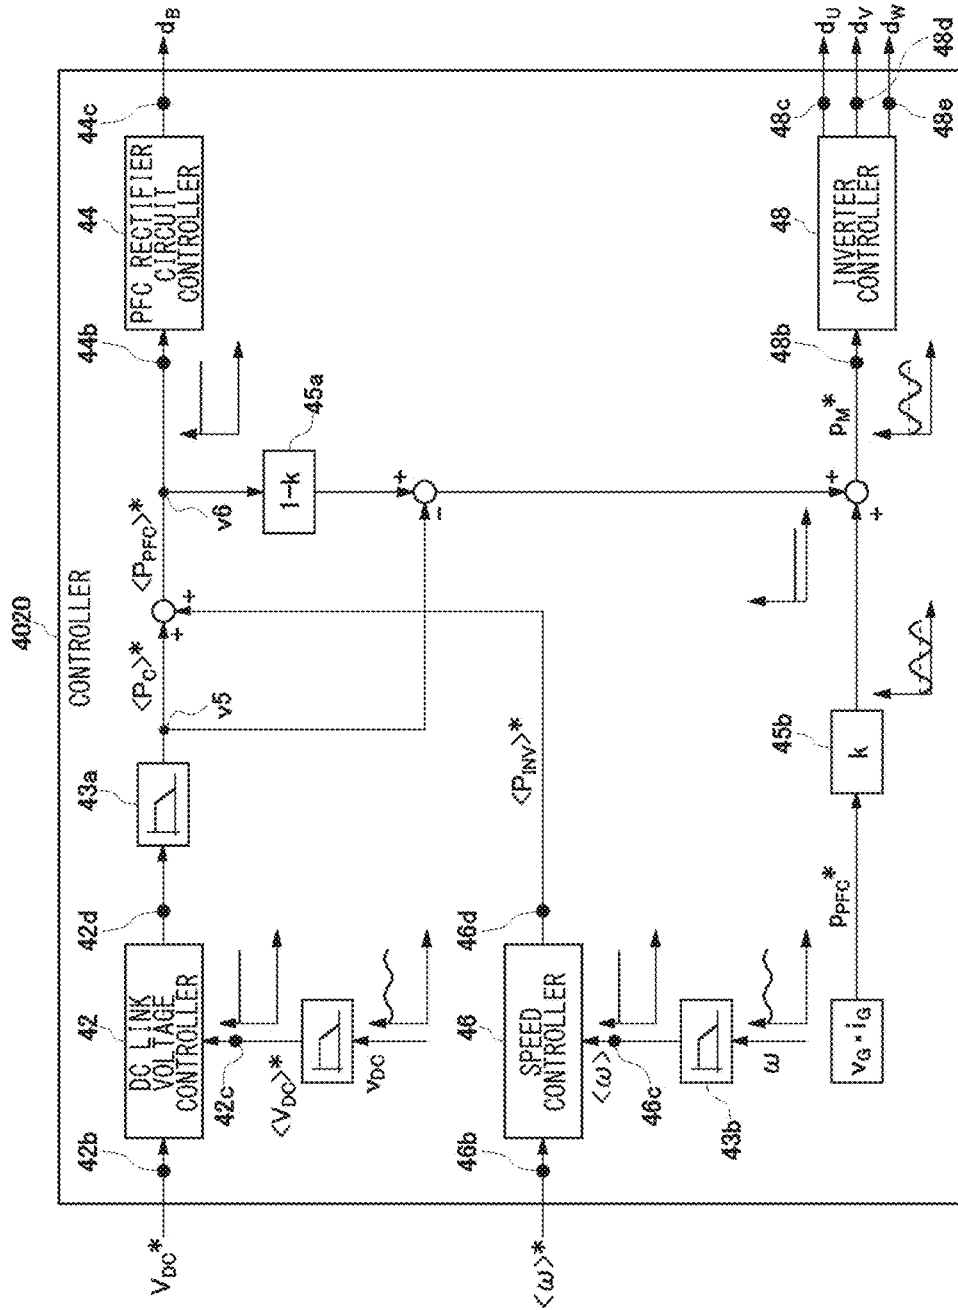 4020
CONTROLLER
V_DC*
42b
42
DC LINK
VOLTAGE
CONTROLLER
42d
43a
<P_C>*
v5
+
+
<P_PFC>*
v6
44b
44
PFC RECTIFIER
CIRCUIT
CONTROLLER
44c
d_B
42c
<V_DC>*
v_DC
1-k
45a
+
-
<ω>*
46b
46
SPEED
CONTROLLER
46d
<P_INV>*
<ω>
46c
43b
ω
v_G・i_G
p_PFC*
45b
k
+
+
p_M*
48b
48
INVERTER
CONTROLLER
48c
48d
48e
d_U
d_V
d_W